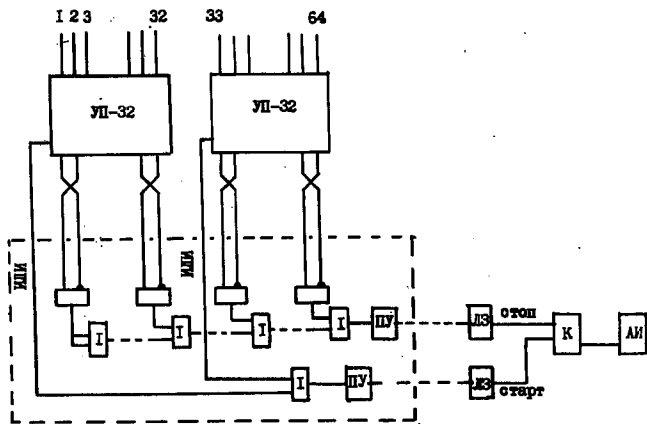 I 2 3 32 33 64
УП-32 УП-32
ИЛИ ИЛИ
I I I I ПУ ЛЗ стоп К АИ
I ПУ ЛЗ старт